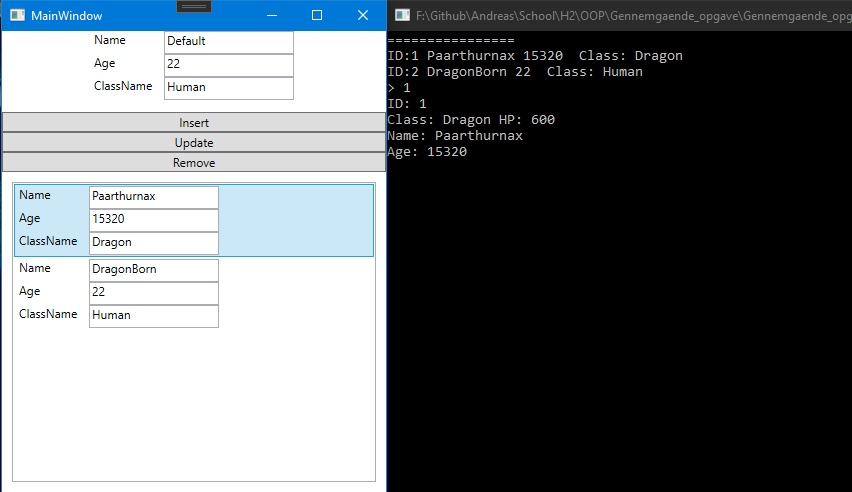 MainWindow
Name Default
Age 22
ClassName Human
Insert
Update
Remove
Name Paarthurnax
Age 15320
ClassName Dragon
Name DragonBorn
Age 22
ClassName Human
F:\Github\Andreas\School\H2\OOP\Gennemgaende_opgave\Gennemgaende_opg
================
ID:1 Paarthurnax 15320  Class: Dragon
ID:2 DragonBorn 22  Class: Human
> 1
ID: 1
Class: Dragon HP: 600
Name: Paarthurnax
Age: 15320